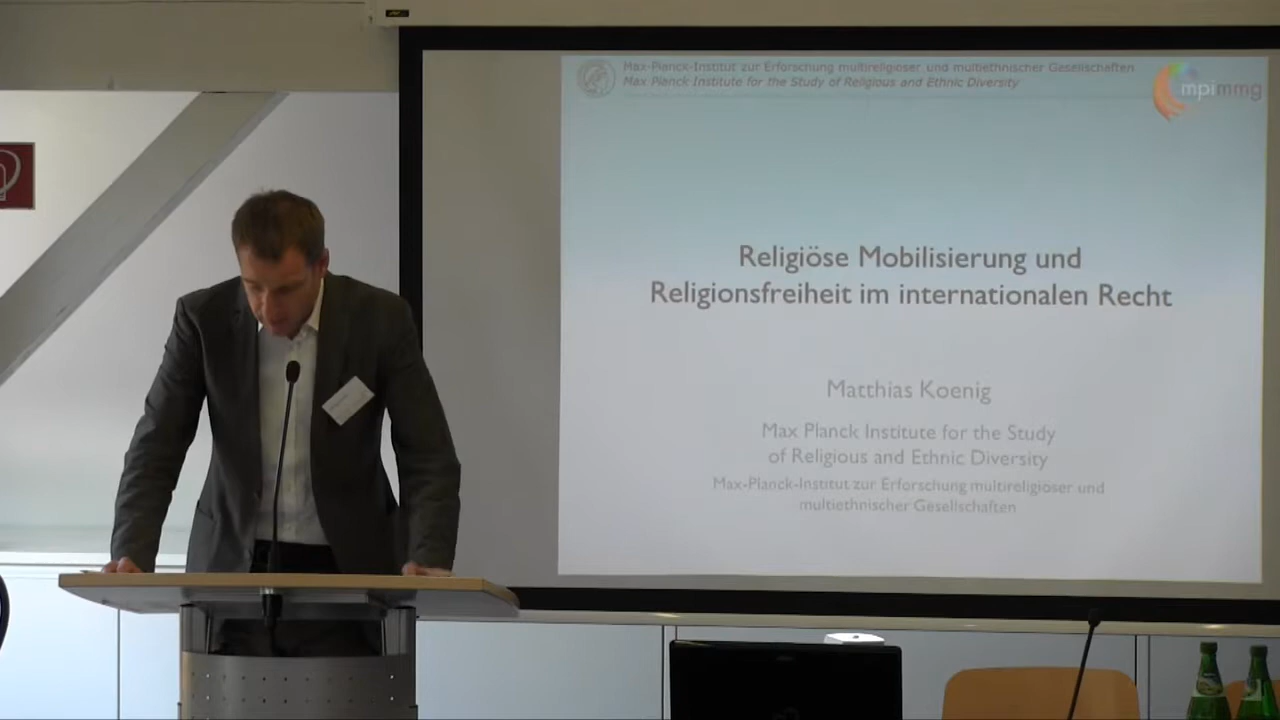 Max-Planck-Institut zur Erforschung multireligiöser und multiethnischer Gesellschaften
Max Planck Institute for the Study of Religious and Ethnic Diversity
mpimmg
Religiöse Mobilisierung und
Religionsfreiheit im internationalen Recht
Matthias Koenig
Max Planck Institute for the Study
of Religious and Ethnic Diversity
Max-Planck-Institut zur Erforschung multireligiöser und
multiethnischer Gesellschaften